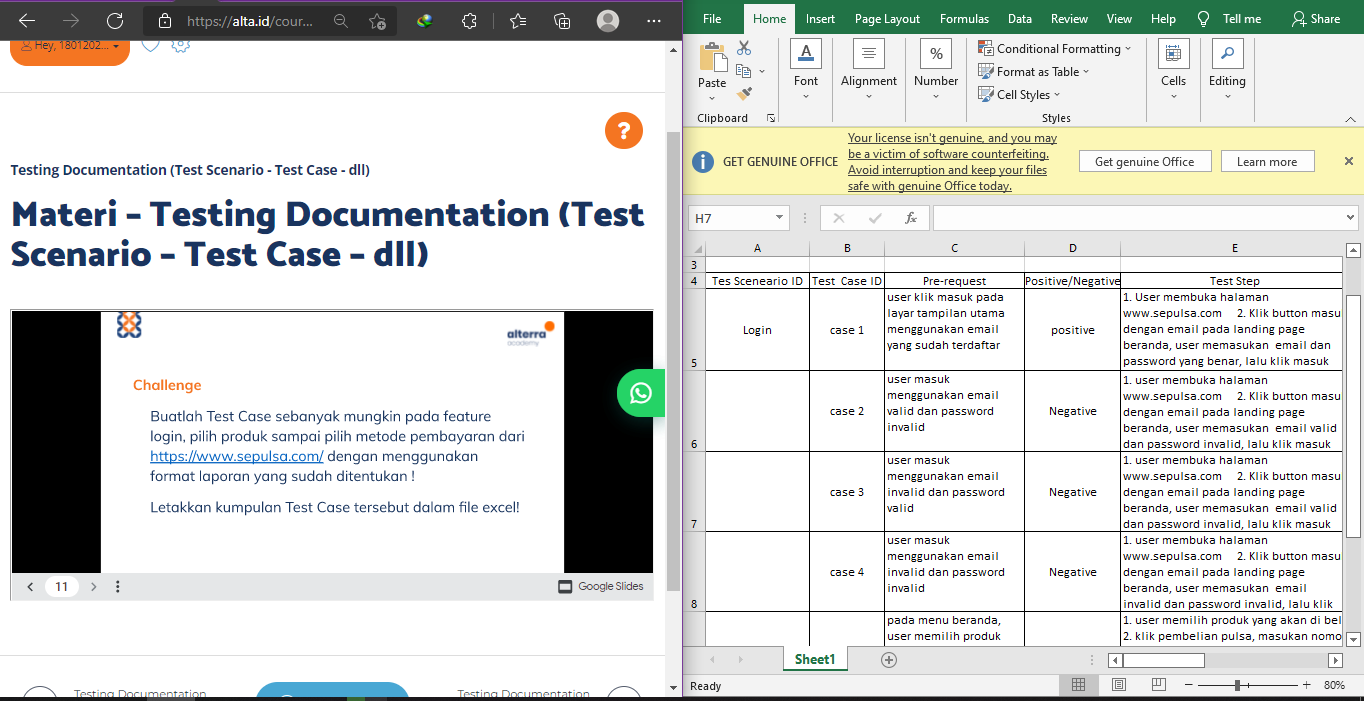 https://alta.id/cour...
Hey, 1801202...
?
Testing Documentation (Test Scenario - Test Case - dll)
Materi – Testing Documentation (Test
Scenario – Test Case – dll)
alterra
academy
Challenge
Buatlah Test Case sebanyak mungkin pada feature
login, pilih produk sampai pilih metode pembayaran dari
https://www.sepulsa.com/ dengan menggunakan
format laporan yang sudah ditentukan !
Letakkan kumpulan Test Case tersebut dalam file excel!
11
Google Slides
Testing Documentation
Testing Documentation
File Home Insert Page Layout Formulas Data Review View Help Tell me Share
Paste
Clipboard
Font
Alignment
%
Number
Conditional Formatting
Format as Table
Cell Styles
Styles
Cells
Editing
GET GENUINE OFFICE
Your license isn't genuine, and you may
be a victim of software counterfeiting.
Avoid interruption and keep your files
safe with genuine Office today.
Get genuine Office
Learn more
H7
fx
A B C D E
3
4 Tes Sceneario ID Test Case ID Pre-request Positive/Negative Test Step
5
Login
case 1
user klik masuk pada
layar tampilan utama
menggunakan email
yang sudah terdaftar
positive
1. User membuka halaman
www.sepulsa.com 2. Klik button masu
dengan email pada landing page
beranda, user memasukan email dan
password yang benar, lalu klik masuk
6
case 2
user masuk
menggunakan email
valid dan password
invalid
Negative
1. user membuka halaman
www.sepulsa.com 2. Klik button masu
dengan email pada landing page
beranda, user memasukan email valid
dan password invalid, lalu klik masuk
7
case 3
user masuk
menggunakan email
invalid dan password
valid
Negative
1. user membuka halaman
www.sepulsa.com 2. Klik button masu
dengan email pada landing page
beranda, user memasukan email valid
dan password invalid, lalu klik masuk
8
case 4
user masuk
menggunakan email
invalid dan password
invalid
Negative
1. user membuka halaman
www.sepulsa.com 2. Klik button masu
dengan email pada landing page
beranda, user memasukan email
invalid dan password invalid, lalu klik
pada menu beranda,
user memilih produk
1. user memilih produk yang akan di bel
2. klik pembelian pulsa, masukan nomo
Sheet1
Ready
80%